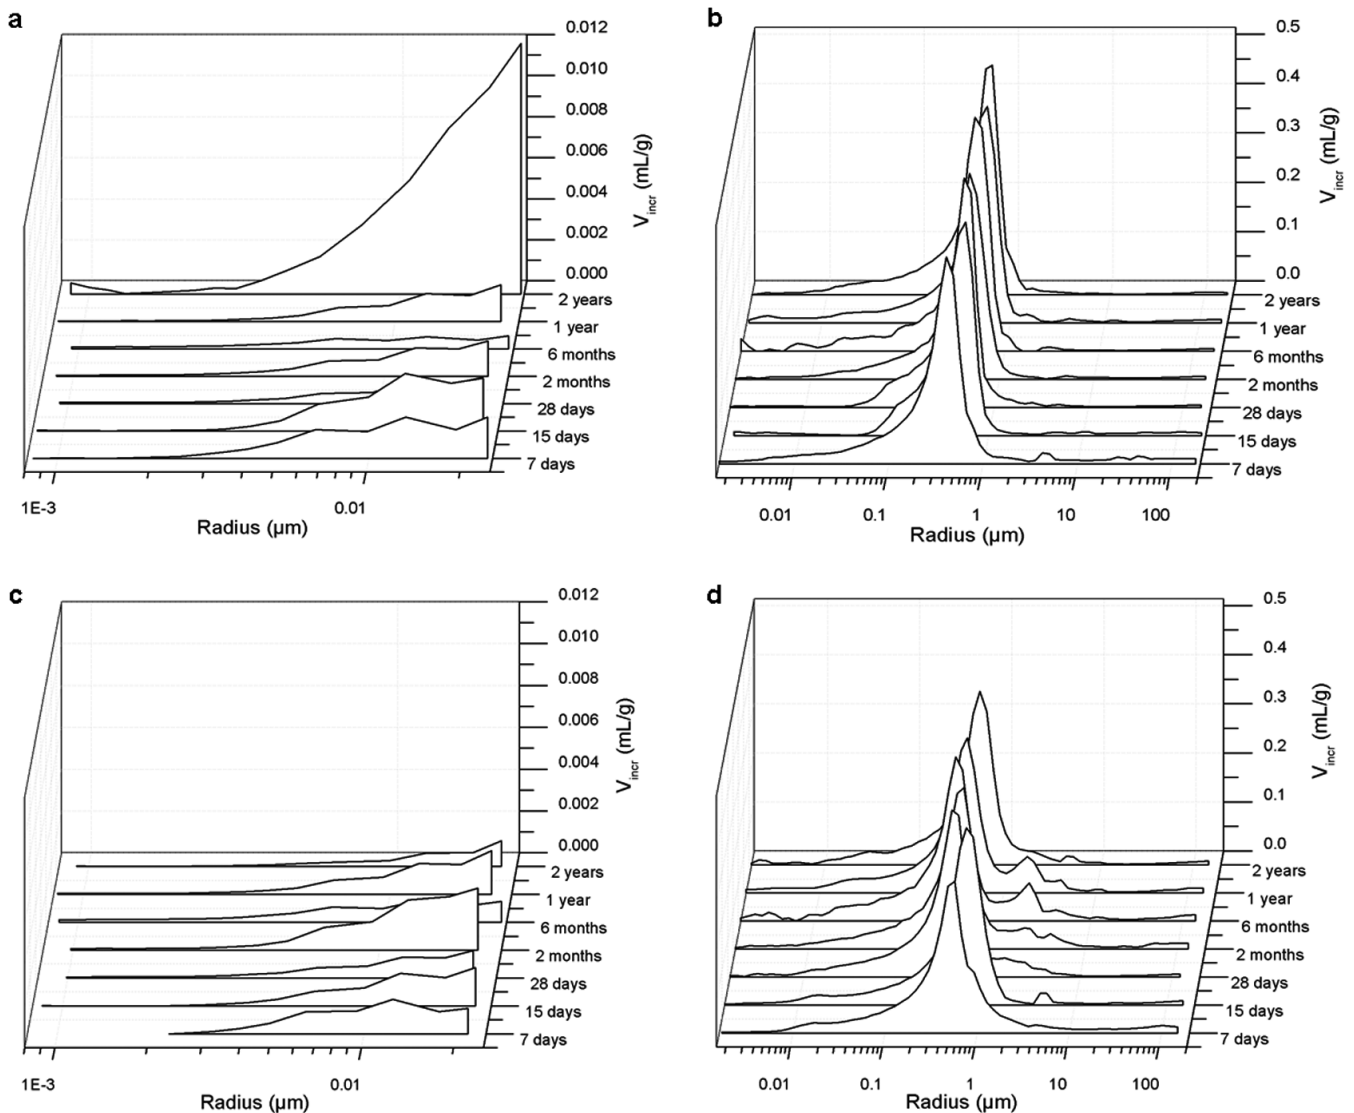 a
0.012
0.010
0.008
0.006
0.004
0.002
0.000
V incr (mL/g)
2 years
1 year
6 months
2 months
28 days
15 days
7 days
1E-3
0.01
Radius (µm)
b
0.5
0.4
0.3
0.2
0.1
0.0
V incr (mL/g)
2 years
1 year
6 months
2 months
28 days
15 days
7 days
0.01
0.1
1
10
100
Radius (µm)
c
0.012
0.010
0.008
0.006
0.004
0.002
0.000
V incr (mL/g)
2 years
1 year
6 months
2 months
28 days
15 days
7 days
1E-3
0.01
Radius (µm)
d
0.5
0.4
0.3
0.2
0.1
0.0
V incr (mL/g)
2 years
1 year
6 months
2 months
28 days
15 days
7 days
0.01
0.1
1
10
100
Radius (µm)